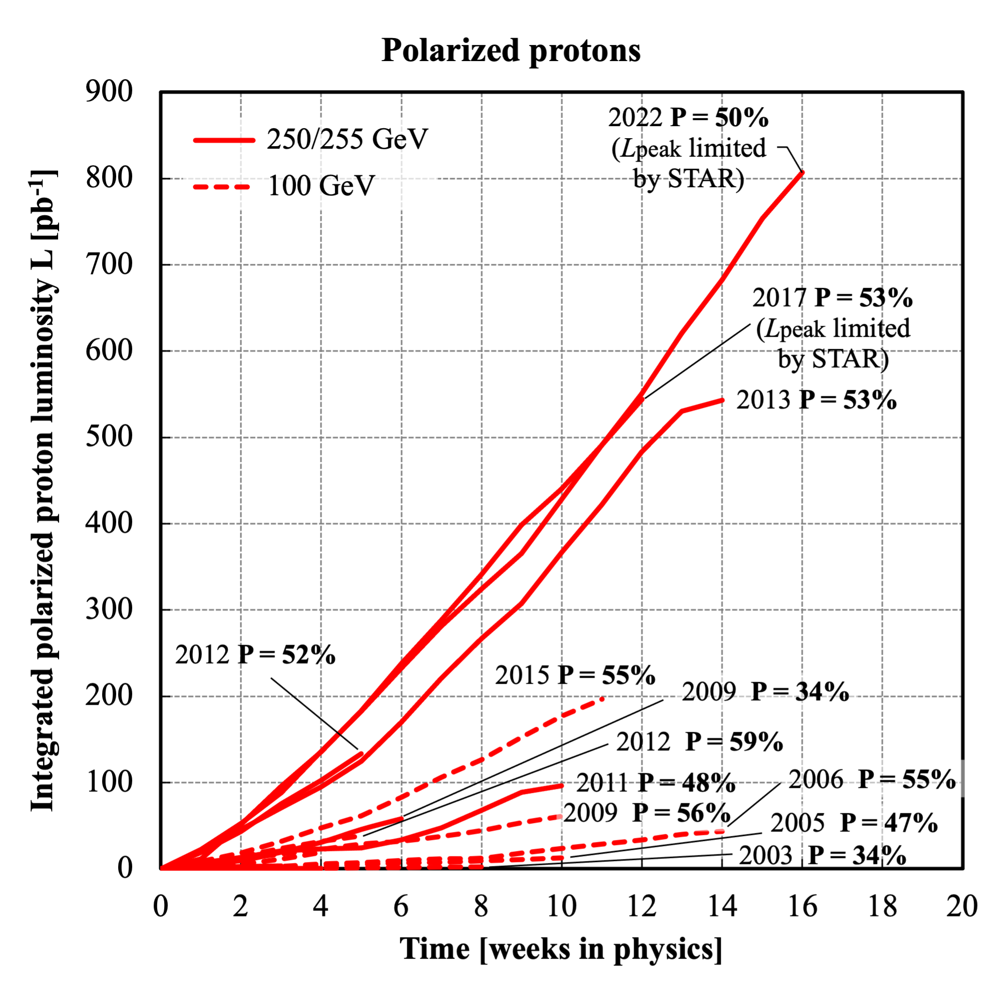 Polarized protons
900
800
700
600
500
400
300
200
100
0
Integrated polarized proton luminosity L [pb-1]
250/255 GeV
100 GeV
2022 P = 50%
(Lpeak limited
by STAR)
2017 P = 53%
(Lpeak limited
by STAR)
2013 P = 53%
2012 P = 52%
2015 P = 55%
2009 P = 34%
2012 P = 59%
2011 P = 48%
2006 P = 55%
2009 P = 56%
2005 P = 47%
2003 P = 34%
0 2 4 6 8 10 12 14 16 18 20
Time [weeks in physics]